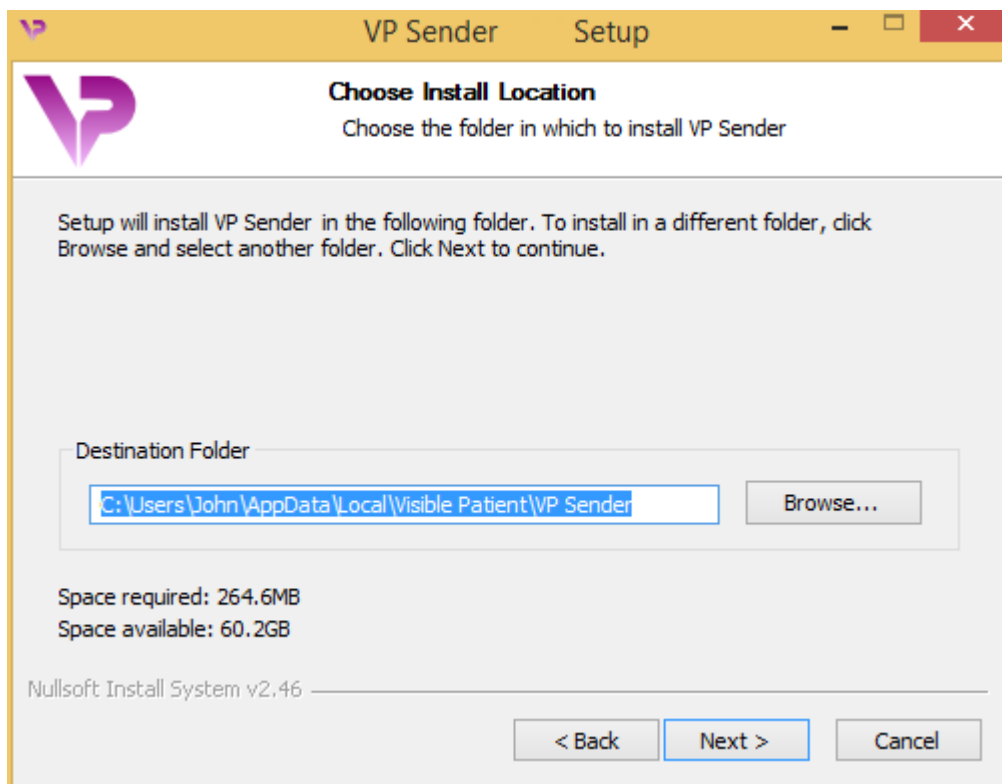 VP Sender Setup
VP
Choose Install Location
Choose the folder in which to install VP Sender
Setup will install VP Sender in the following folder. To install in a different folder, click
Browse and select another folder. Click Next to continue.
Destination Folder
C:\Users\John\AppData\Local\Visible Patient\VP Sender
Browse...
Space required: 264.6MB
Space available: 60.2GB
Nullsoft Install System v2.46
< Back Next > Cancel